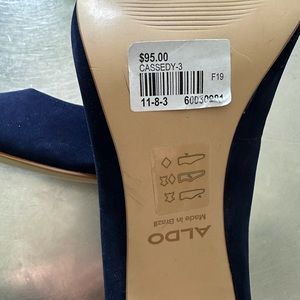 $95.00
CASSEDY-3
F19
11-8-3
ALDO
Made in Brazil